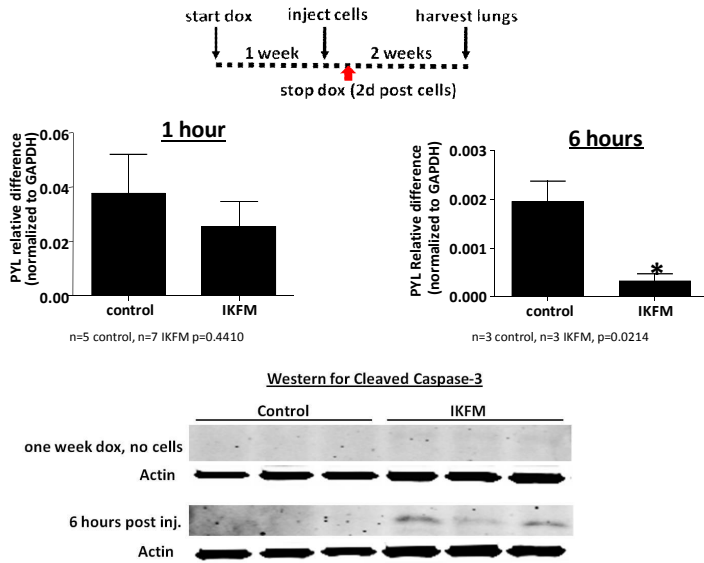 start dox
inject cells
harvest lungs
1 week
2 weeks
stop dox (2d post cells)
1 hour
PYL relative difference
(normalized to GAPDH)
0.06
0.04
0.02
0.00
control
IKFM
n=5 control, n=7 IKFM p=0.4410
6 hours
PYL Relative difference
(normalized to GAPDH)
0.003
0.002
0.001
0.000
*
control
IKFM
n=3 control, n=3 IKFM, p=0.0214
Western for Cleaved Caspase-3
Control
IKFM
one week dox, no cells
Actin
6 hours post inj.
Actin